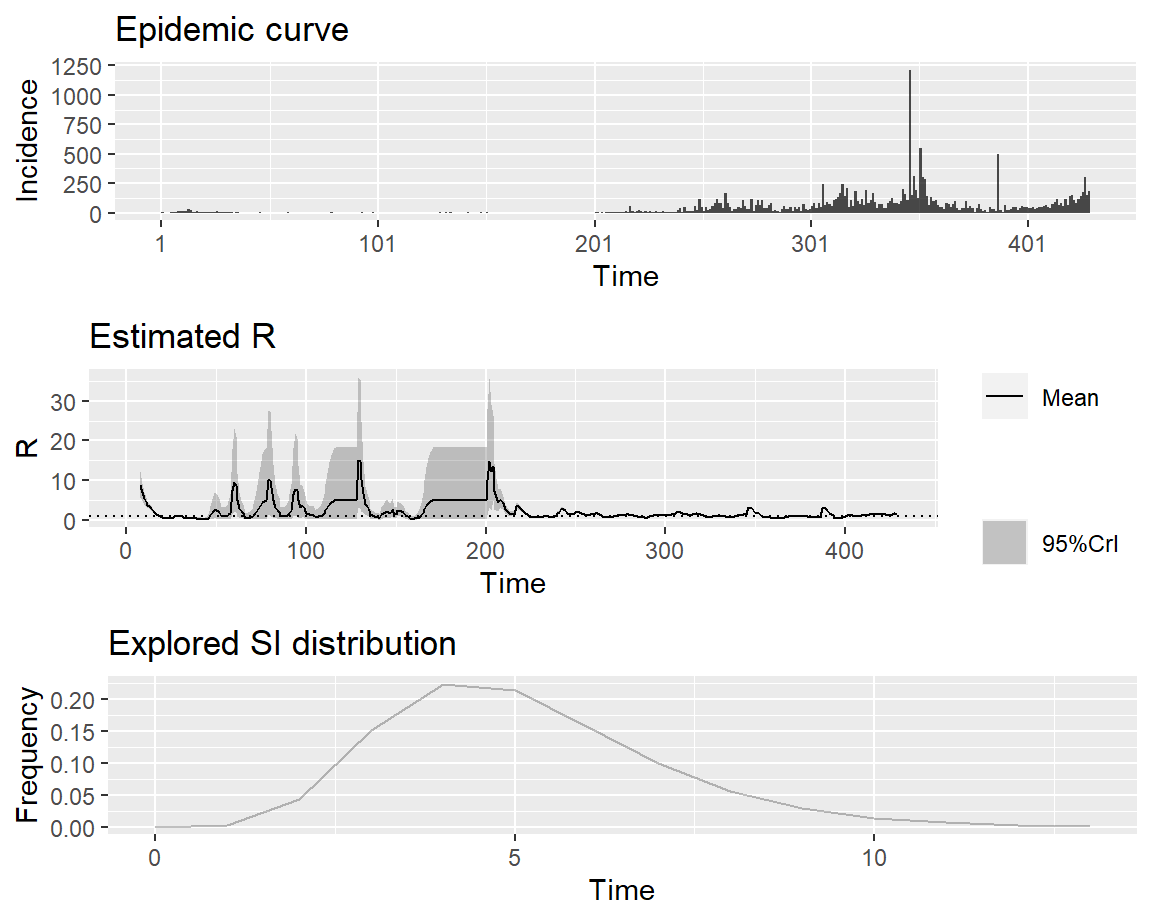 Epidemic curve
1250
1000
750
500
250
0
Incidence
1 101 201 301 401
Time
Estimated R
30
20
10
0
R
0 100 200 300 400
Time
Mean
95%CrI
Explored SI distribution
0.20
0.15
0.10
0.05
0.00
Frequency
0 5 10
Time